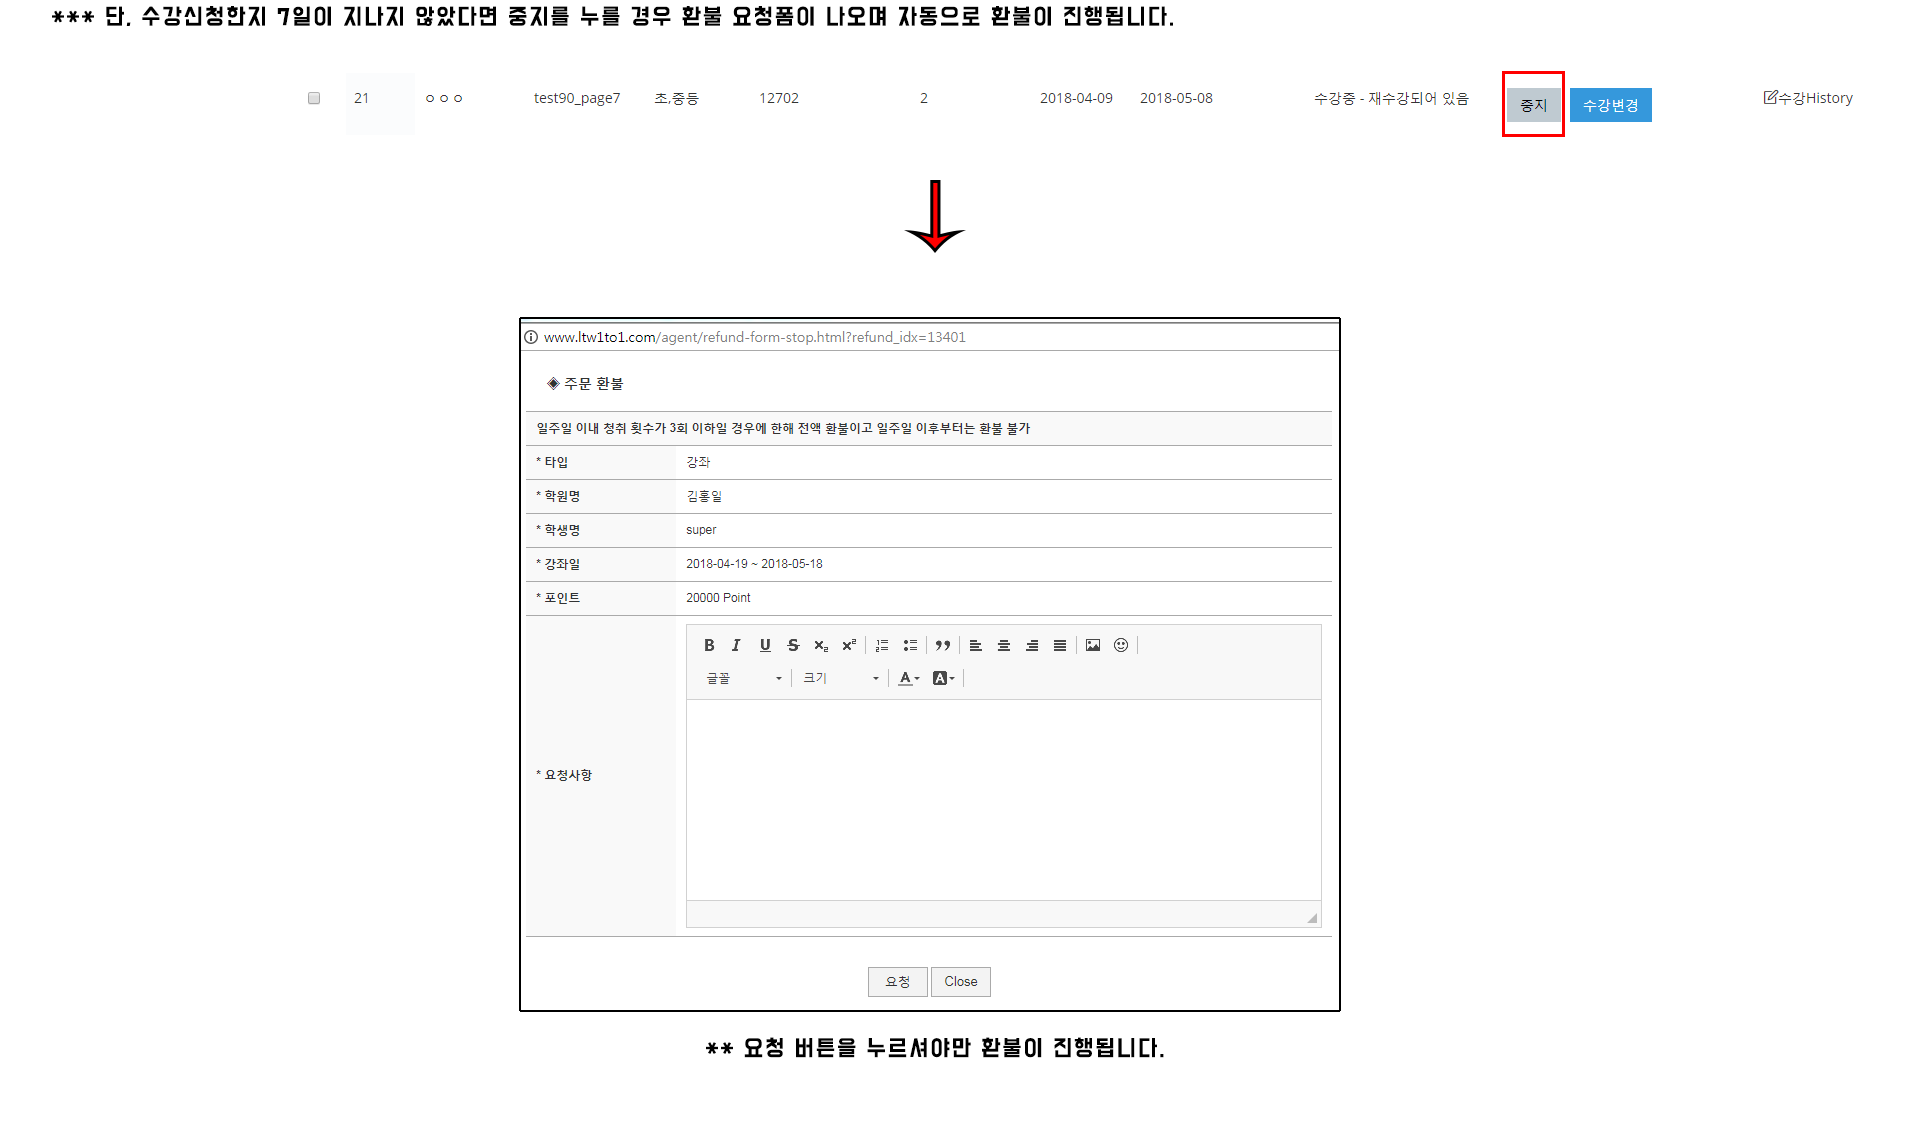 *** 단, 수강신청한지 7일이 지나지 않았다면 중지를 누를 경우 환불 요청폼이 나오며 자동으로 환불이 진행됩니다.
21 ㅇㅇㅇ test90_page7 초,중등 12702 2 2018-04-09 2018-05-08 수강중 - 재수강되어 있음 중지 수강변경 수강History
www.ltw1to1.com/agent/refund-form-stop.html?refund_idx=13401
◈ 주문 환불
일주일 이내 청취 횟수가 3회 이하일 경우에 한해 전액 환불이고 일주일 이후부터는 환불 불가
* 타입 강좌
* 학원명 김홍일
* 학생명 super
* 강좌일 2018-04-19 ~ 2018-05-18
* 포인트 20000 Point
글꼴 크기
* 요청사항
요청 Close
** 요청 버튼을 누르셔야만 환불이 진행됩니다.